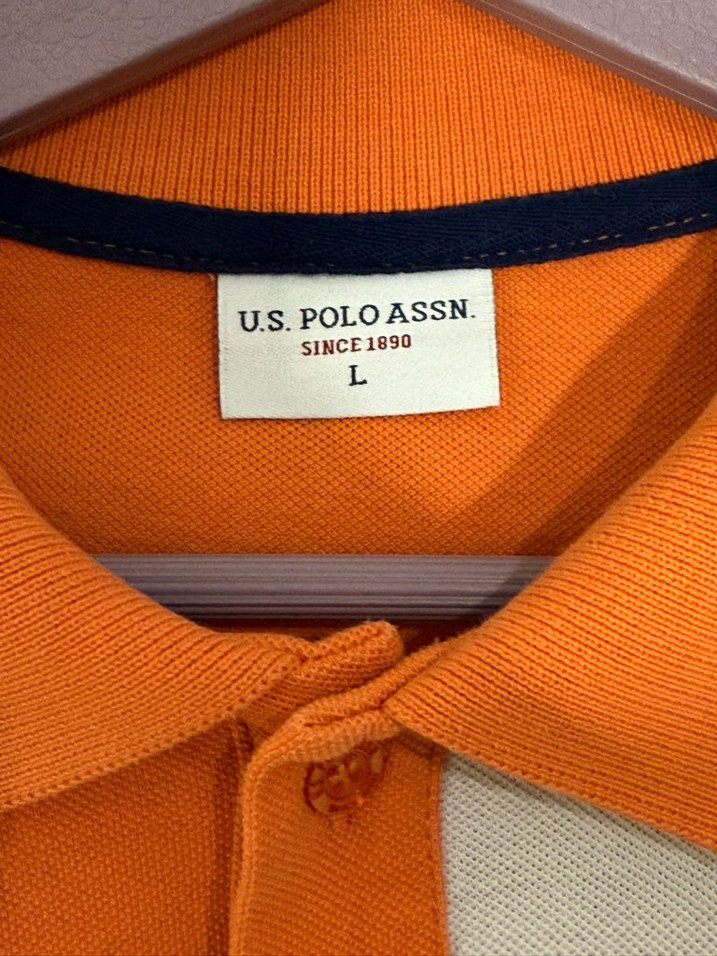 U.S. POLO ASSN.
SINCE 1890
L